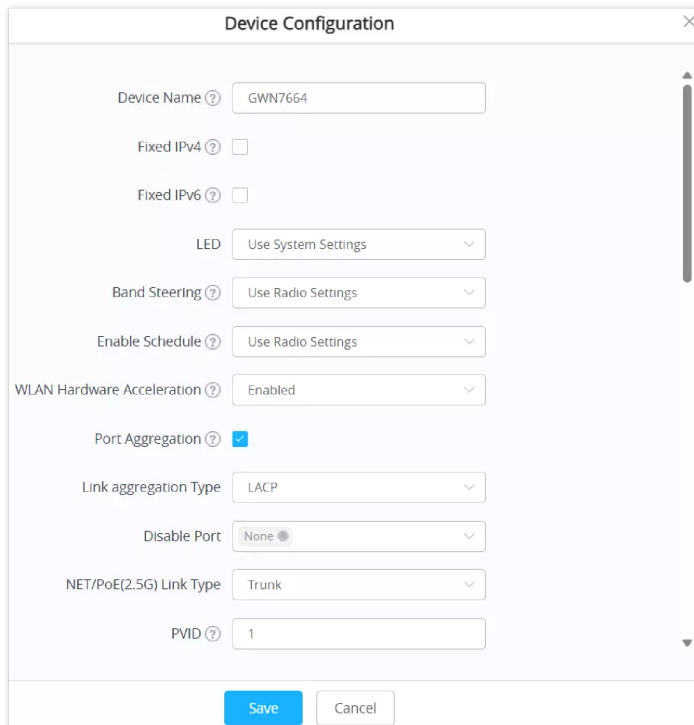 Device Configuration
Device Name ? GWN7664
Fixed IPv4 ?
Fixed IPv6 ?
LED Use System Settings
Band Steering ? Use Radio Settings
Enable Schedule ? Use Radio Settings
WLAN Hardware Acceleration ? Enabled
Port Aggregation ?
Link aggregation Type LACP
Disable Port None
NET/PoE(2.5G) Link Type Trunk
PVID ? 1
Save Cancel